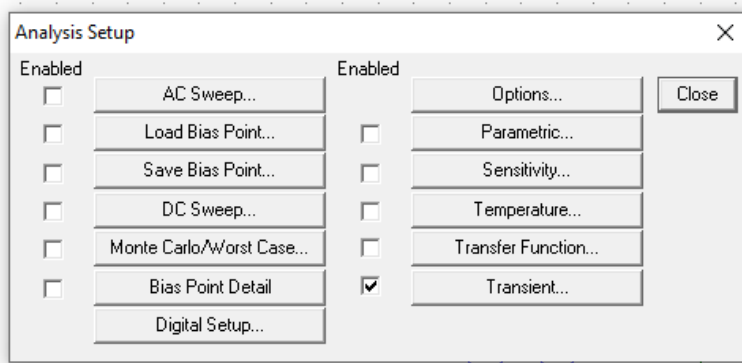 Analysis Setup
Enabled Enabled
AC Sweep... Options... Close
Load Bias Point... Parametric...
Save Bias Point... Sensitivity...
DC Sweep... Temperature...
Monte Carlo/Worst Case... Transfer Function...
Bias Point Detail Transient...
Digital Setup...